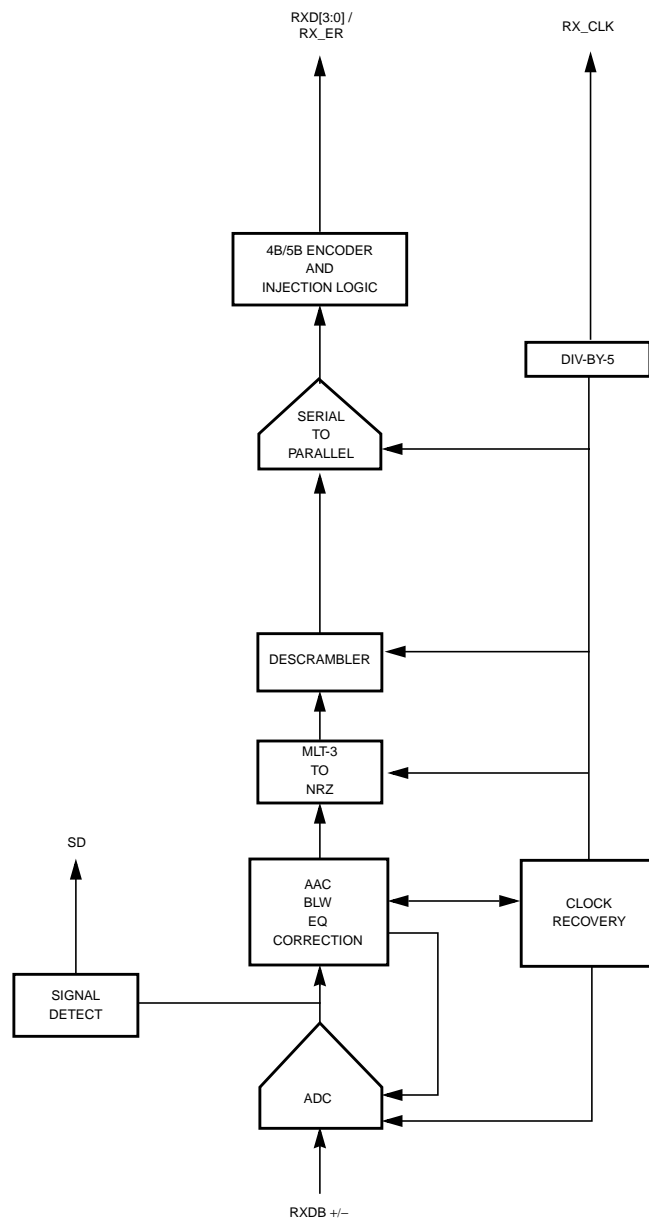 RXD[3:0] /
RX_ER
RX_CLK
4B/5B ENCODER
AND
INJECTION LOGIC
DIV-BY-5
SERIAL
TO
PARALLEL
DESCRAMBLER
MLT-3
TO
NRZ
SD
AAC
BLW
EQ
CORRECTION
CLOCK
RECOVERY
SIGNAL
DETECT
ADC
RXDB +/−